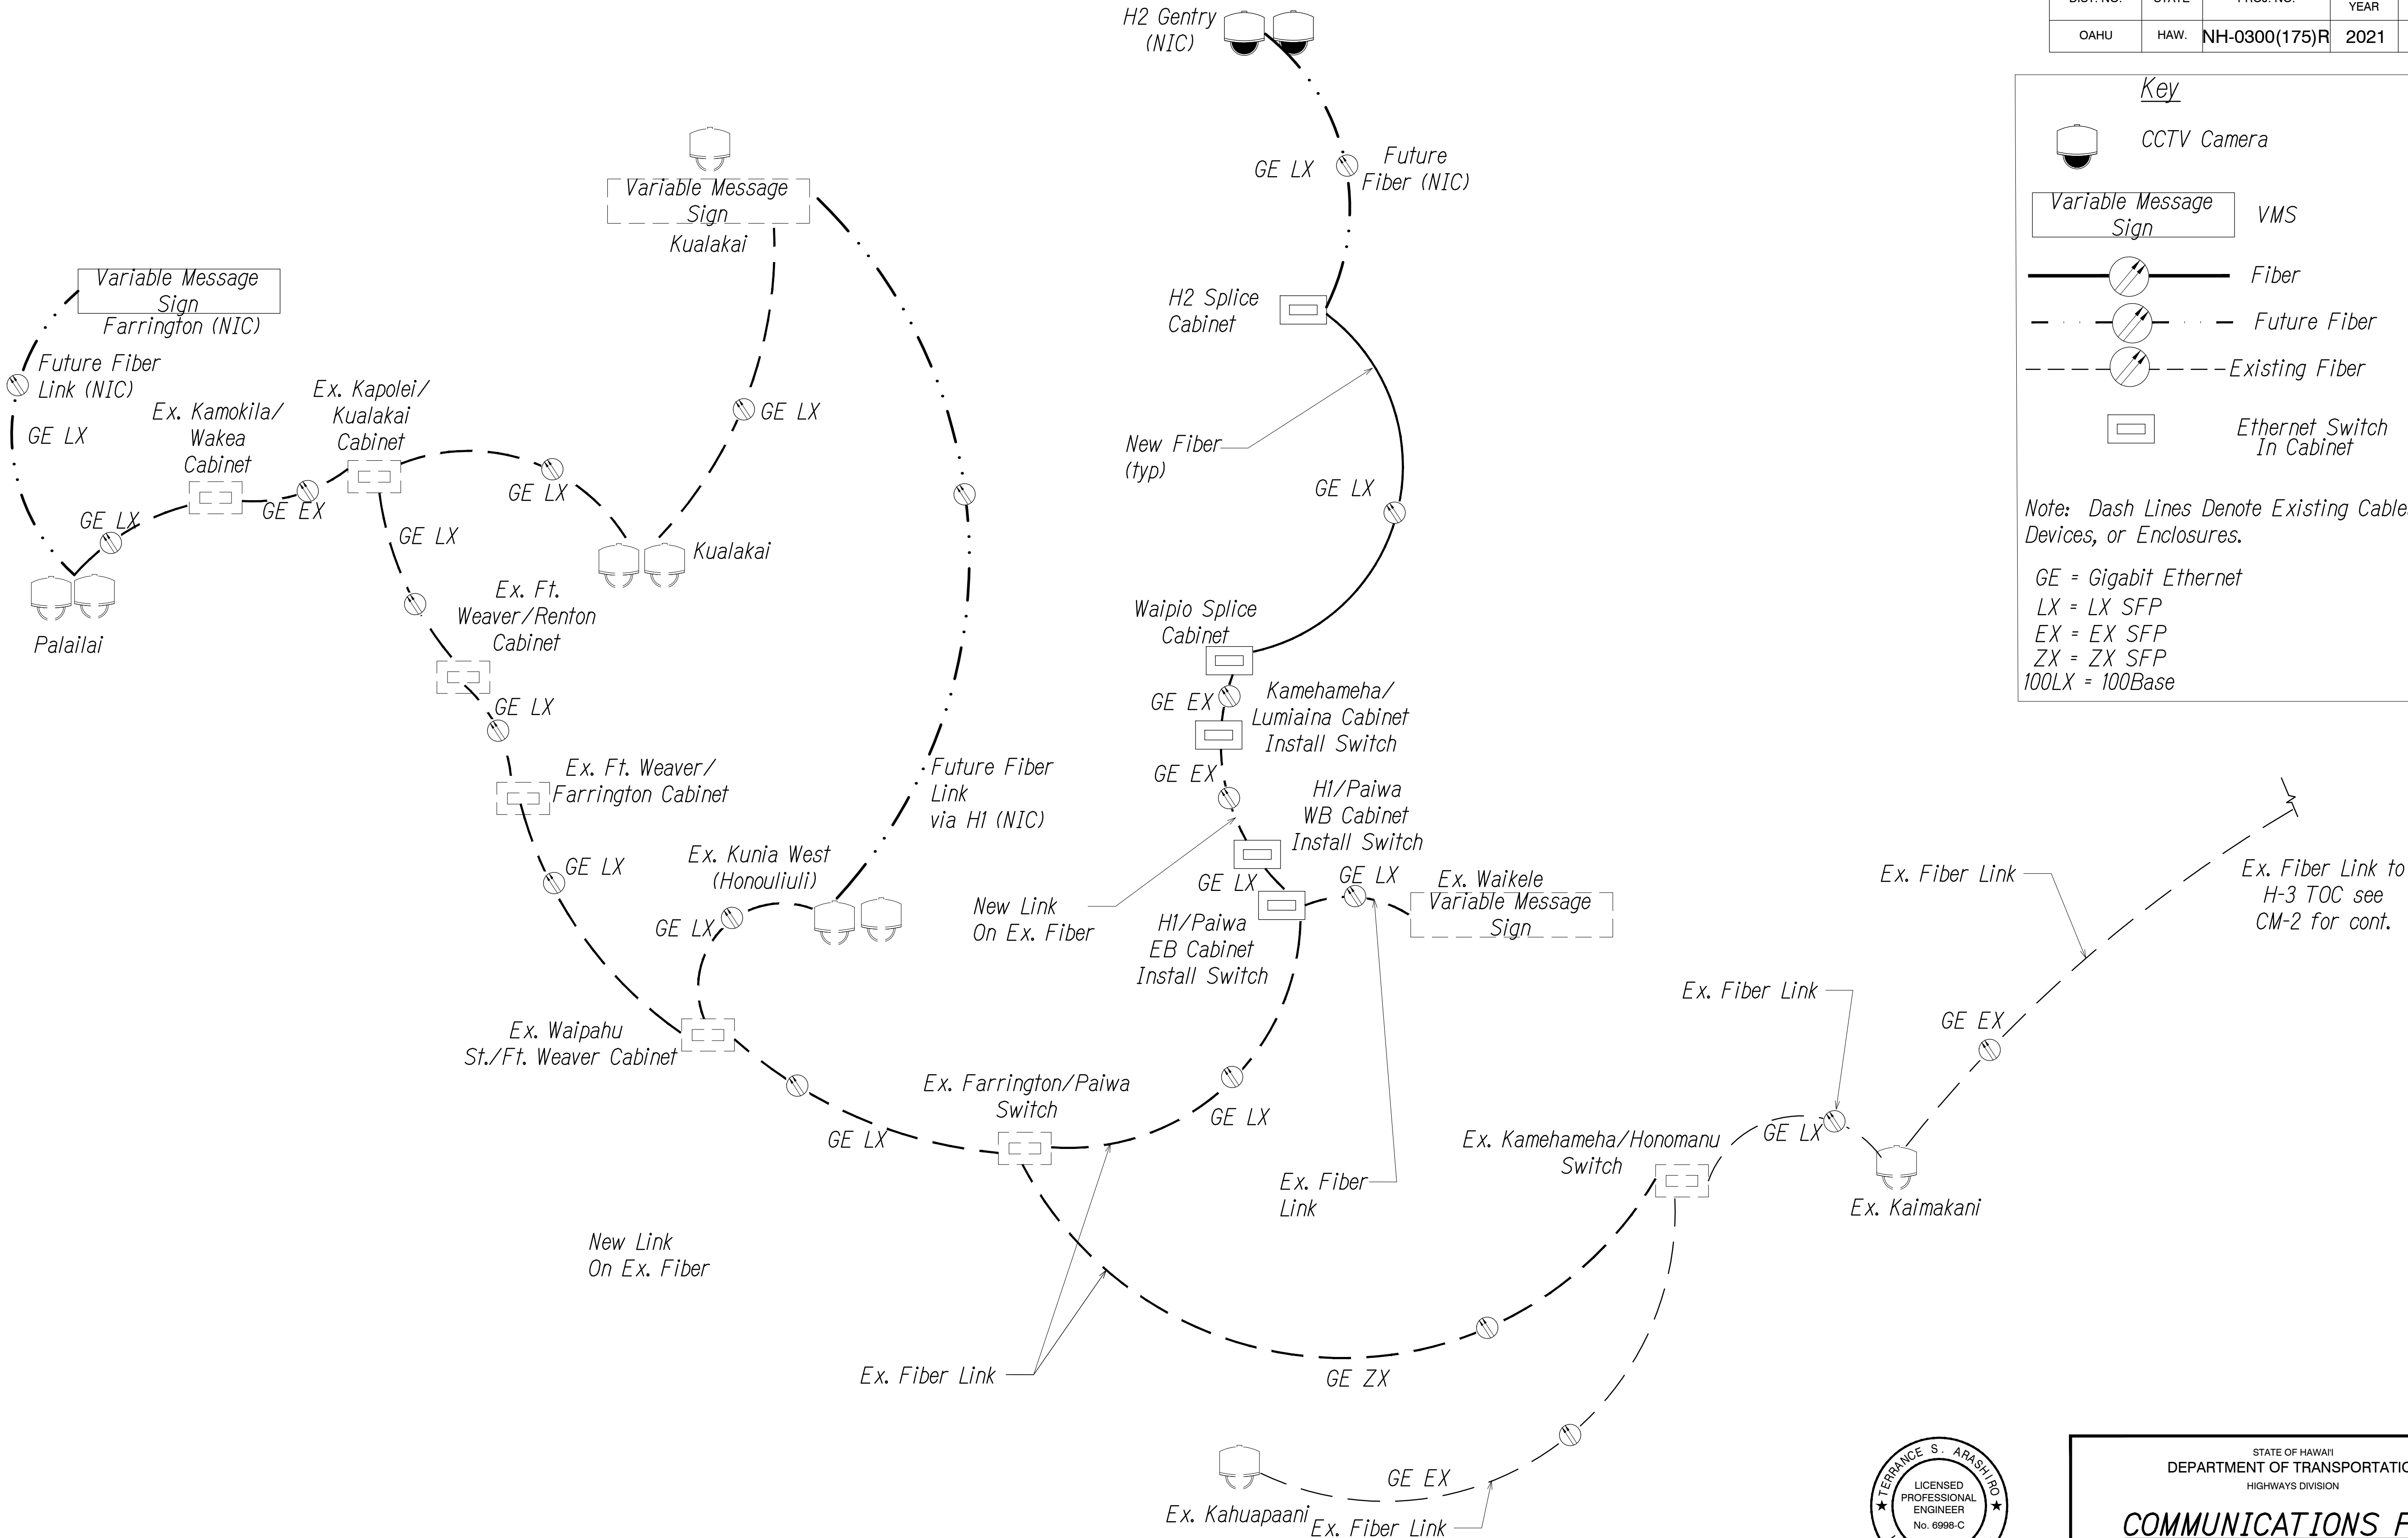 H2 Gentry
(NIC)
DIST. NO.
STATE
PROJ. NO.
YEAR
OAHU
HAW.
NH-0300(175)R
2021
Key
CCTV Camera
Variable Message
Sign
VMS
Fiber
Future Fiber
Existing Fiber
Ethernet Switch
In Cabinet
Note: Dash Lines Denote Existing Cable
Devices, or Enclosures.
GE = Gigabit Ethernet
LX = LX SFP
EX = EX SFP
ZX = ZX SFP
100LX = 100Base
GE LX
Future
Fiber (NIC)
Variable Message
Sign
Kualakai
Variable Message
Sign
Farrington (NIC)
Future Fiber
Link (NIC)
GE LX
Ex. Kamokila/
Wakea
Cabinet
Ex. Kapolei/
Kualakai
Cabinet
GE LX
GE EX
GE LX
GE LX
GE LX
Kualakai
Palailai
H2 Splice
Cabinet
New Fiber
(typ)
GE LX
Ex. Ft.
Weaver/Renton
Cabinet
GE LX
Ex. Ft. Weaver/
Farrington Cabinet
GE LX
Future Fiber
Link
via H1 (NIC)
Ex. Kunia West
(Honouliuli)
GE LX
Waipio Splice
Cabinet
GE EX
Kamehameha/
Lumiaina Cabinet
Install Switch
GE EX
H1/Paiwa
WB Cabinet
Install Switch
GE LX
GE LX
Ex. Waikele
Variable Message
Sign
New Link
On Ex. Fiber
H1/Paiwa
EB Cabinet
Install Switch
Ex. Fiber Link
Ex. Fiber Link to
H-3 TOC see
CM-2 for cont.
Ex. Fiber Link
GE EX
Ex. Waipahu
St./Ft. Weaver Cabinet
GE LX
Ex. Farrington/Paiwa
Switch
GE LX
Ex. Fiber
Link
Ex. Kamehameha/Honomanu
Switch
GE LX
Ex. Kaimakani
New Link
On Ex. Fiber
Ex. Fiber Link
GE ZX
GE EX
Ex. Kahuapaani
Ex. Fiber Link
TERRANCE S. ARASHIRO
LICENSED
PROFESSIONAL
ENGINEER
No. 6998-C
STATE OF HAWAI'I
DEPARTMENT OF TRANSPORTATIO
HIGHWAYS DIVISION
COMMUNICATIONS P